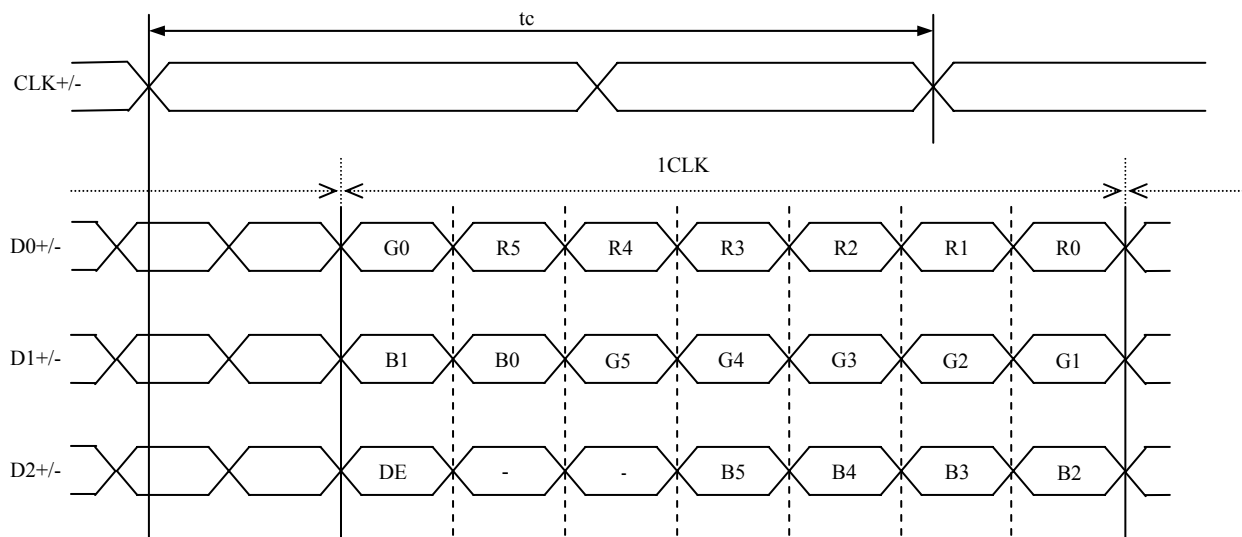 tc
CLK+/-
1CLK
D0+/- G0 R5 R4 R3 R2 R1 R0
D1+/- B1 B0 G5 G4 G3 G2 G1
D2+/- DE - - B5 B4 B3 B2